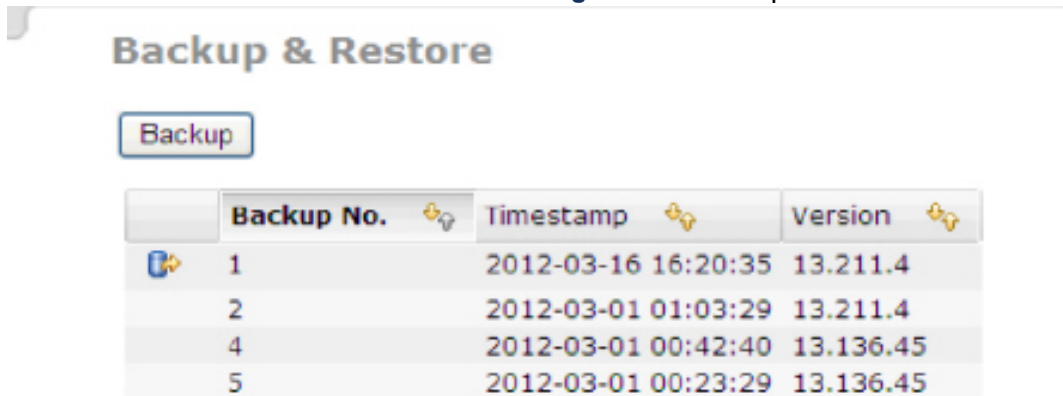 Backup & Restore
Backup
Backup No. Timestamp Version
1 2012-03-16 16:20:35 13.211.4
2 2012-03-01 01:03:29 13.211.4
4 2012-03-01 00:42:40 13.136.45
5 2012-03-01 00:23:29 13.136.45